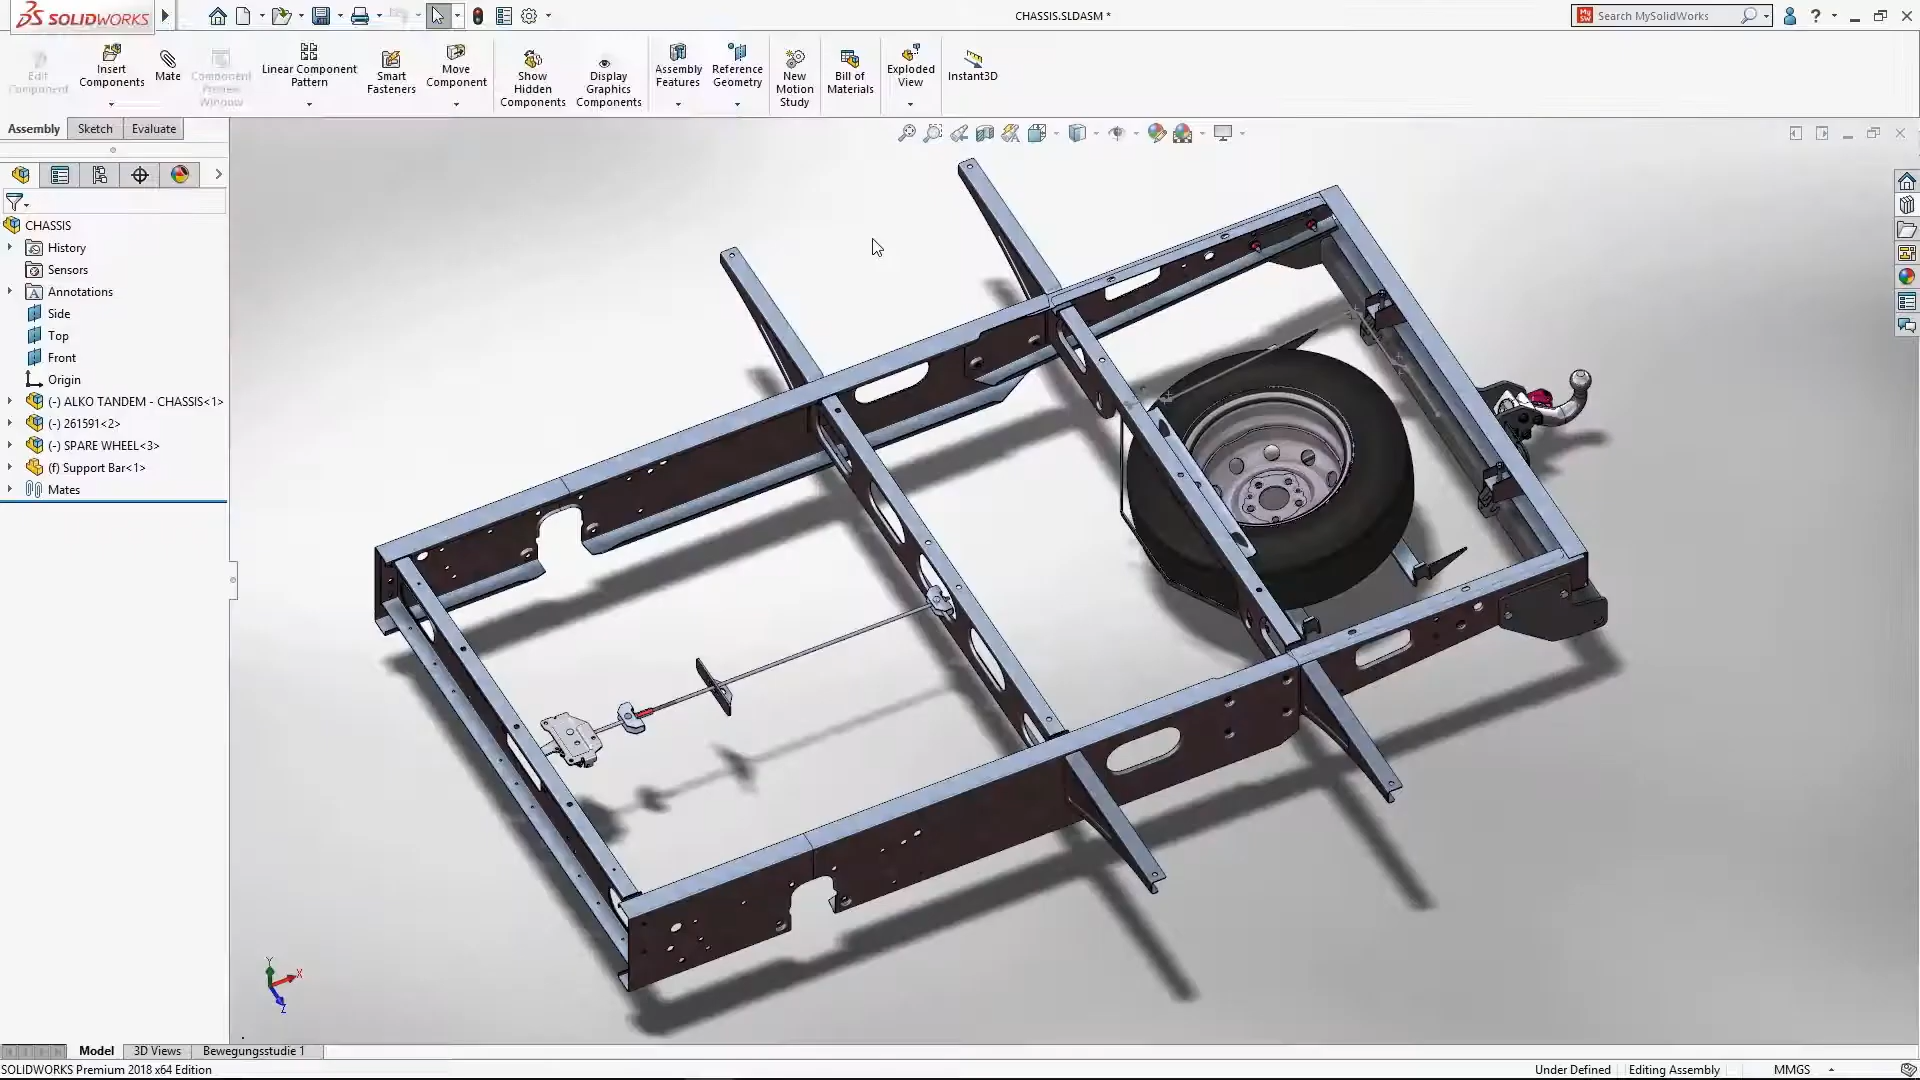 SOLIDWORKS
CHASSIS.SLDASM *
Search MySolidWorks
Edit Component
Insert Components
Mate
Component Preview Window
Linear Component Pattern
Smart Fasteners
Move Component
Show Hidden Components
Display Graphics Components
Assembly Features
Reference Geometry
New Motion Study
Bill of Materials
Exploded View
Instant3D
Assembly
Sketch
Evaluate
CHASSIS
History
Sensors
Annotations
Side
Top
Front
Origin
(-) ALKO TANDEM - CHASSIS<1>
(-) 261591<2>
(-) SPARE WHEEL<3>
(f) Support Bar<1>
Mates
Y
X
Z
Model
3D Views
Bewegungsstudie 1
SOLIDWORKS Premium 2018 x64 Edition
Under Defined
Editing Assembly
MMGS